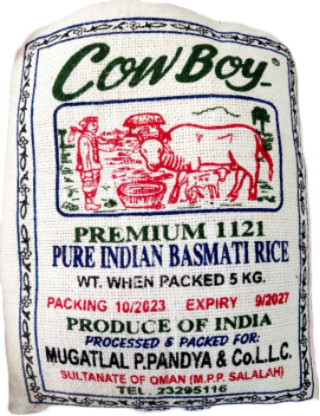 COWBOY®
PREMIUM 1121
PURE INDIAN BASMATI RICE
WT. WHEN PACKED 5 KG.
PACKING 10/2023 EXPIRY 9/2027
PRODUCE OF INDIA
PROCESSED & PACKED FOR:
MUGATLAL P.PANDYA & Co.L.L.C.
SULTANATE OF OMAN (M.P.P. SALALAH)
TEL. 23295116